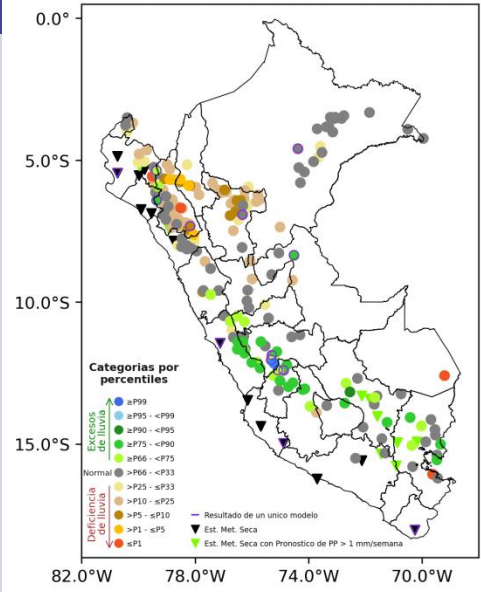 0.0°
5.0°S
10.0°S
15.0°S
82.0°W 78.0°W 74.0°W 70.0°W
Categorias por
percentiles
Excesos
de lluvia
≥P99
≥P95 - <P99
≥P90 - <P95
≥P75 - <P90
≥P66 - <P75
Normal >P66 - <P33
>P25 - ≤P33
>P10 - ≤P25
>P5 - ≤P10
>P1 - ≤P5
≤P1
Deficiencia
de lluvia
Resultado de un unico modelo
Est. Met. Seca
Est. Met. Seca con Pronostico de PP > 1 mm/semana